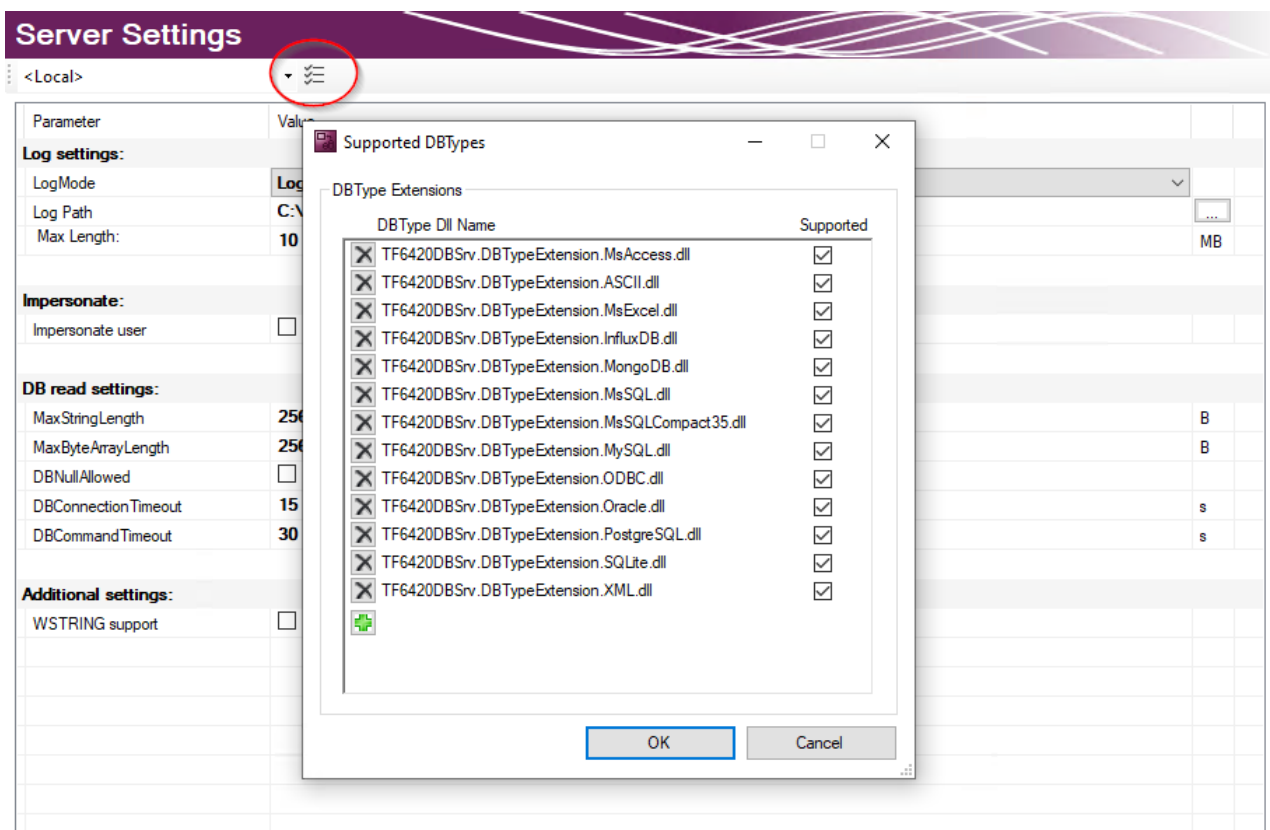 Server Settings
<Local>
Parameter
Log settings:
LogMode
Log Path C:\
Max Length: 10 MB
Impersonate:
Impersonate user
DB read settings:
MaxStringLength 256 B
MaxByteArrayLength 256 B
DBNullAllowed
DBConnectionTimeout 15 s
DBCommandTimeout 30 s
Additional settings:
WSTRING support
Supported DBTypes
DBType Extensions
DBType Dll Name Supported
TF6420DBSrv.DBTypeExtension.MsAccess.dll
TF6420DBSrv.DBTypeExtension.ASCII.dll
TF6420DBSrv.DBTypeExtension.MsExcel.dll
TF6420DBSrv.DBTypeExtension.InfluxDB.dll
TF6420DBSrv.DBTypeExtension.MongoDB.dll
TF6420DBSrv.DBTypeExtension.MsSQL.dll
TF6420DBSrv.DBTypeExtension.MsSQLCompact35.dll
TF6420DBSrv.DBTypeExtension.MySQL.dll
TF6420DBSrv.DBTypeExtension.ODBC.dll
TF6420DBSrv.DBTypeExtension.Oracle.dll
TF6420DBSrv.DBTypeExtension.PostgreSQL.dll
TF6420DBSrv.DBTypeExtension.SQLite.dll
TF6420DBSrv.DBTypeExtension.XML.dll
OK Cancel
...